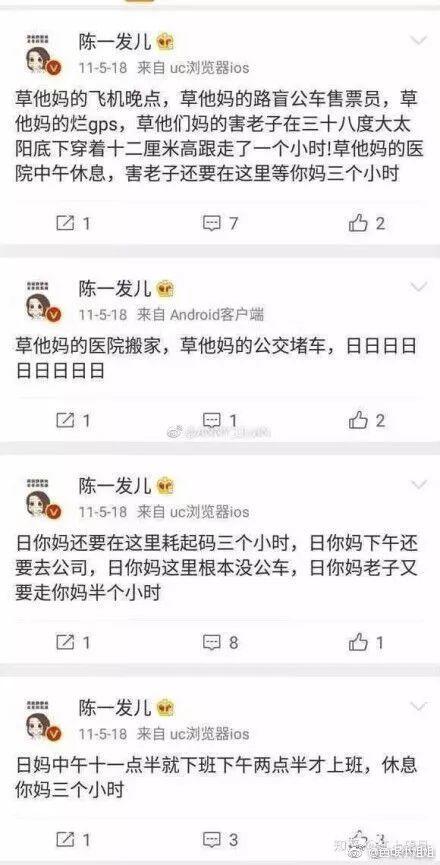 陈一发儿
11-5-18 来自 uc浏览器ios
草他妈的飞机晚点，草他妈的路盲公车售票员，草
他妈的烂gps，草他们妈的害老子在三十八度大太
阳底下穿着十二厘米高跟走了一个小时!草他妈的医
院中午休息，害老子还要在这里等你妈三个小时
1 7 2
陈一发儿
11-5-18 来自 Android客户端
草他妈的医院搬家，草他妈的公交堵车，日日日日
日日日日日
1 1 2
陈一发儿
11-5-18 来自 uc浏览器ios
日你妈还要在这里耗起码三个小时，日你妈下午还
要去公司，日你妈这里根本没公车，日你妈老子又
要走你妈半个小时
1 8 1
陈一发儿
11-5-18 来自 uc浏览器ios
日妈中午十一点半就下班下午两点半才上班，休息
你妈三个小时
1 3 3